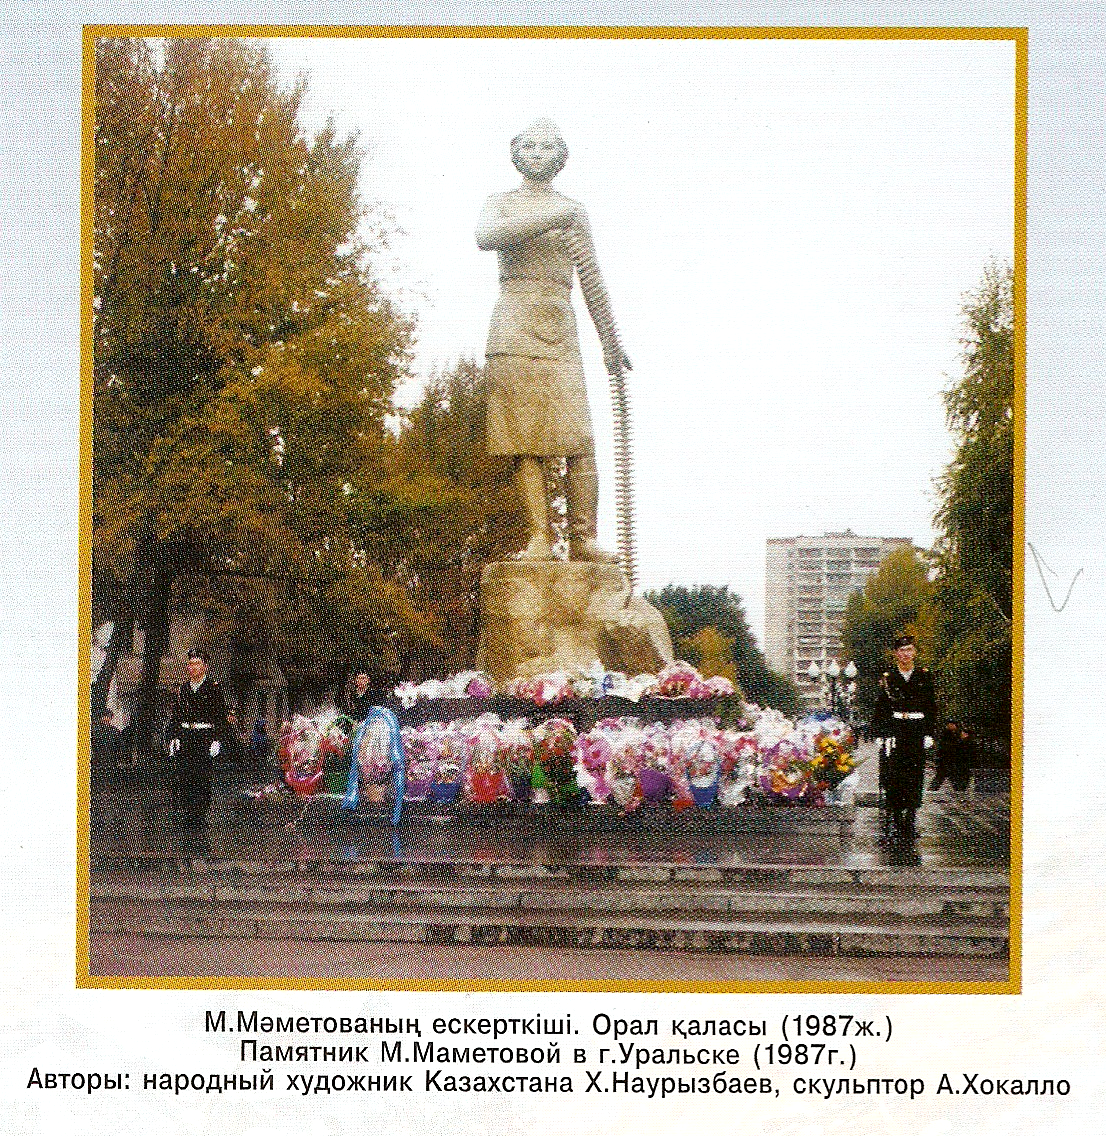 М.Мәметованың ескерткіші. Орал қаласы (1987ж.)
Памятник М.Маметовой в г.Уральске (1987г.)
Авторы: народный художник Казахстана Х.Наурызбаев, скульптор А.Хокалло